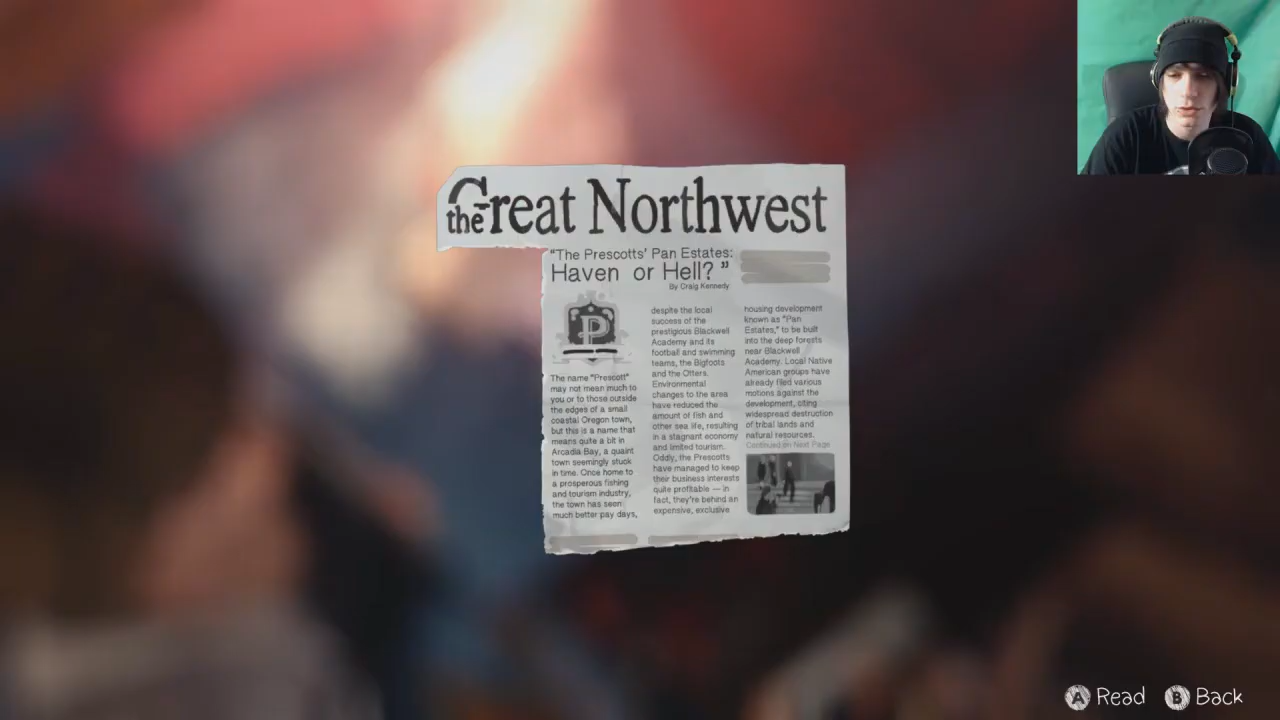 the Great Northwest
"The Prescotts' Pan Estates:
Haven or Hell?"
By Craig Kennedy
P
The name "Prescott"
may not mean much to
you or to those outside
the edges of a small
coastal Oregon town,
but this is a name that
means quite a bit in
Arcadia Bay, a quaint
town seemingly stuck
in time. Once home to
a prosperous fishing
and tourism industry,
the town has seen
much better pay days,
despite the local
success of the
prestigious Blackwell
Academy and its
football and swimming
teams, the Bigfoots
and the Otters.
Environmental
changes to the area
have reduced the
amount of fish and
other sea life, resulting
in a stagnant economy
and limited tourism.
Oddly, the Prescotts
have managed to keep
their business interests
quite profitable — in
fact, they're behind an
expensive, exclusive
housing development
known as "Pan
Estates," to be built
into the deep forests
near Blackwell
Academy. Local Native
American groups have
already filed various
motions against the
development, citing
widespread destruction
of tribal lands and
natural resources.
Continued on Next Page
A Read B Back